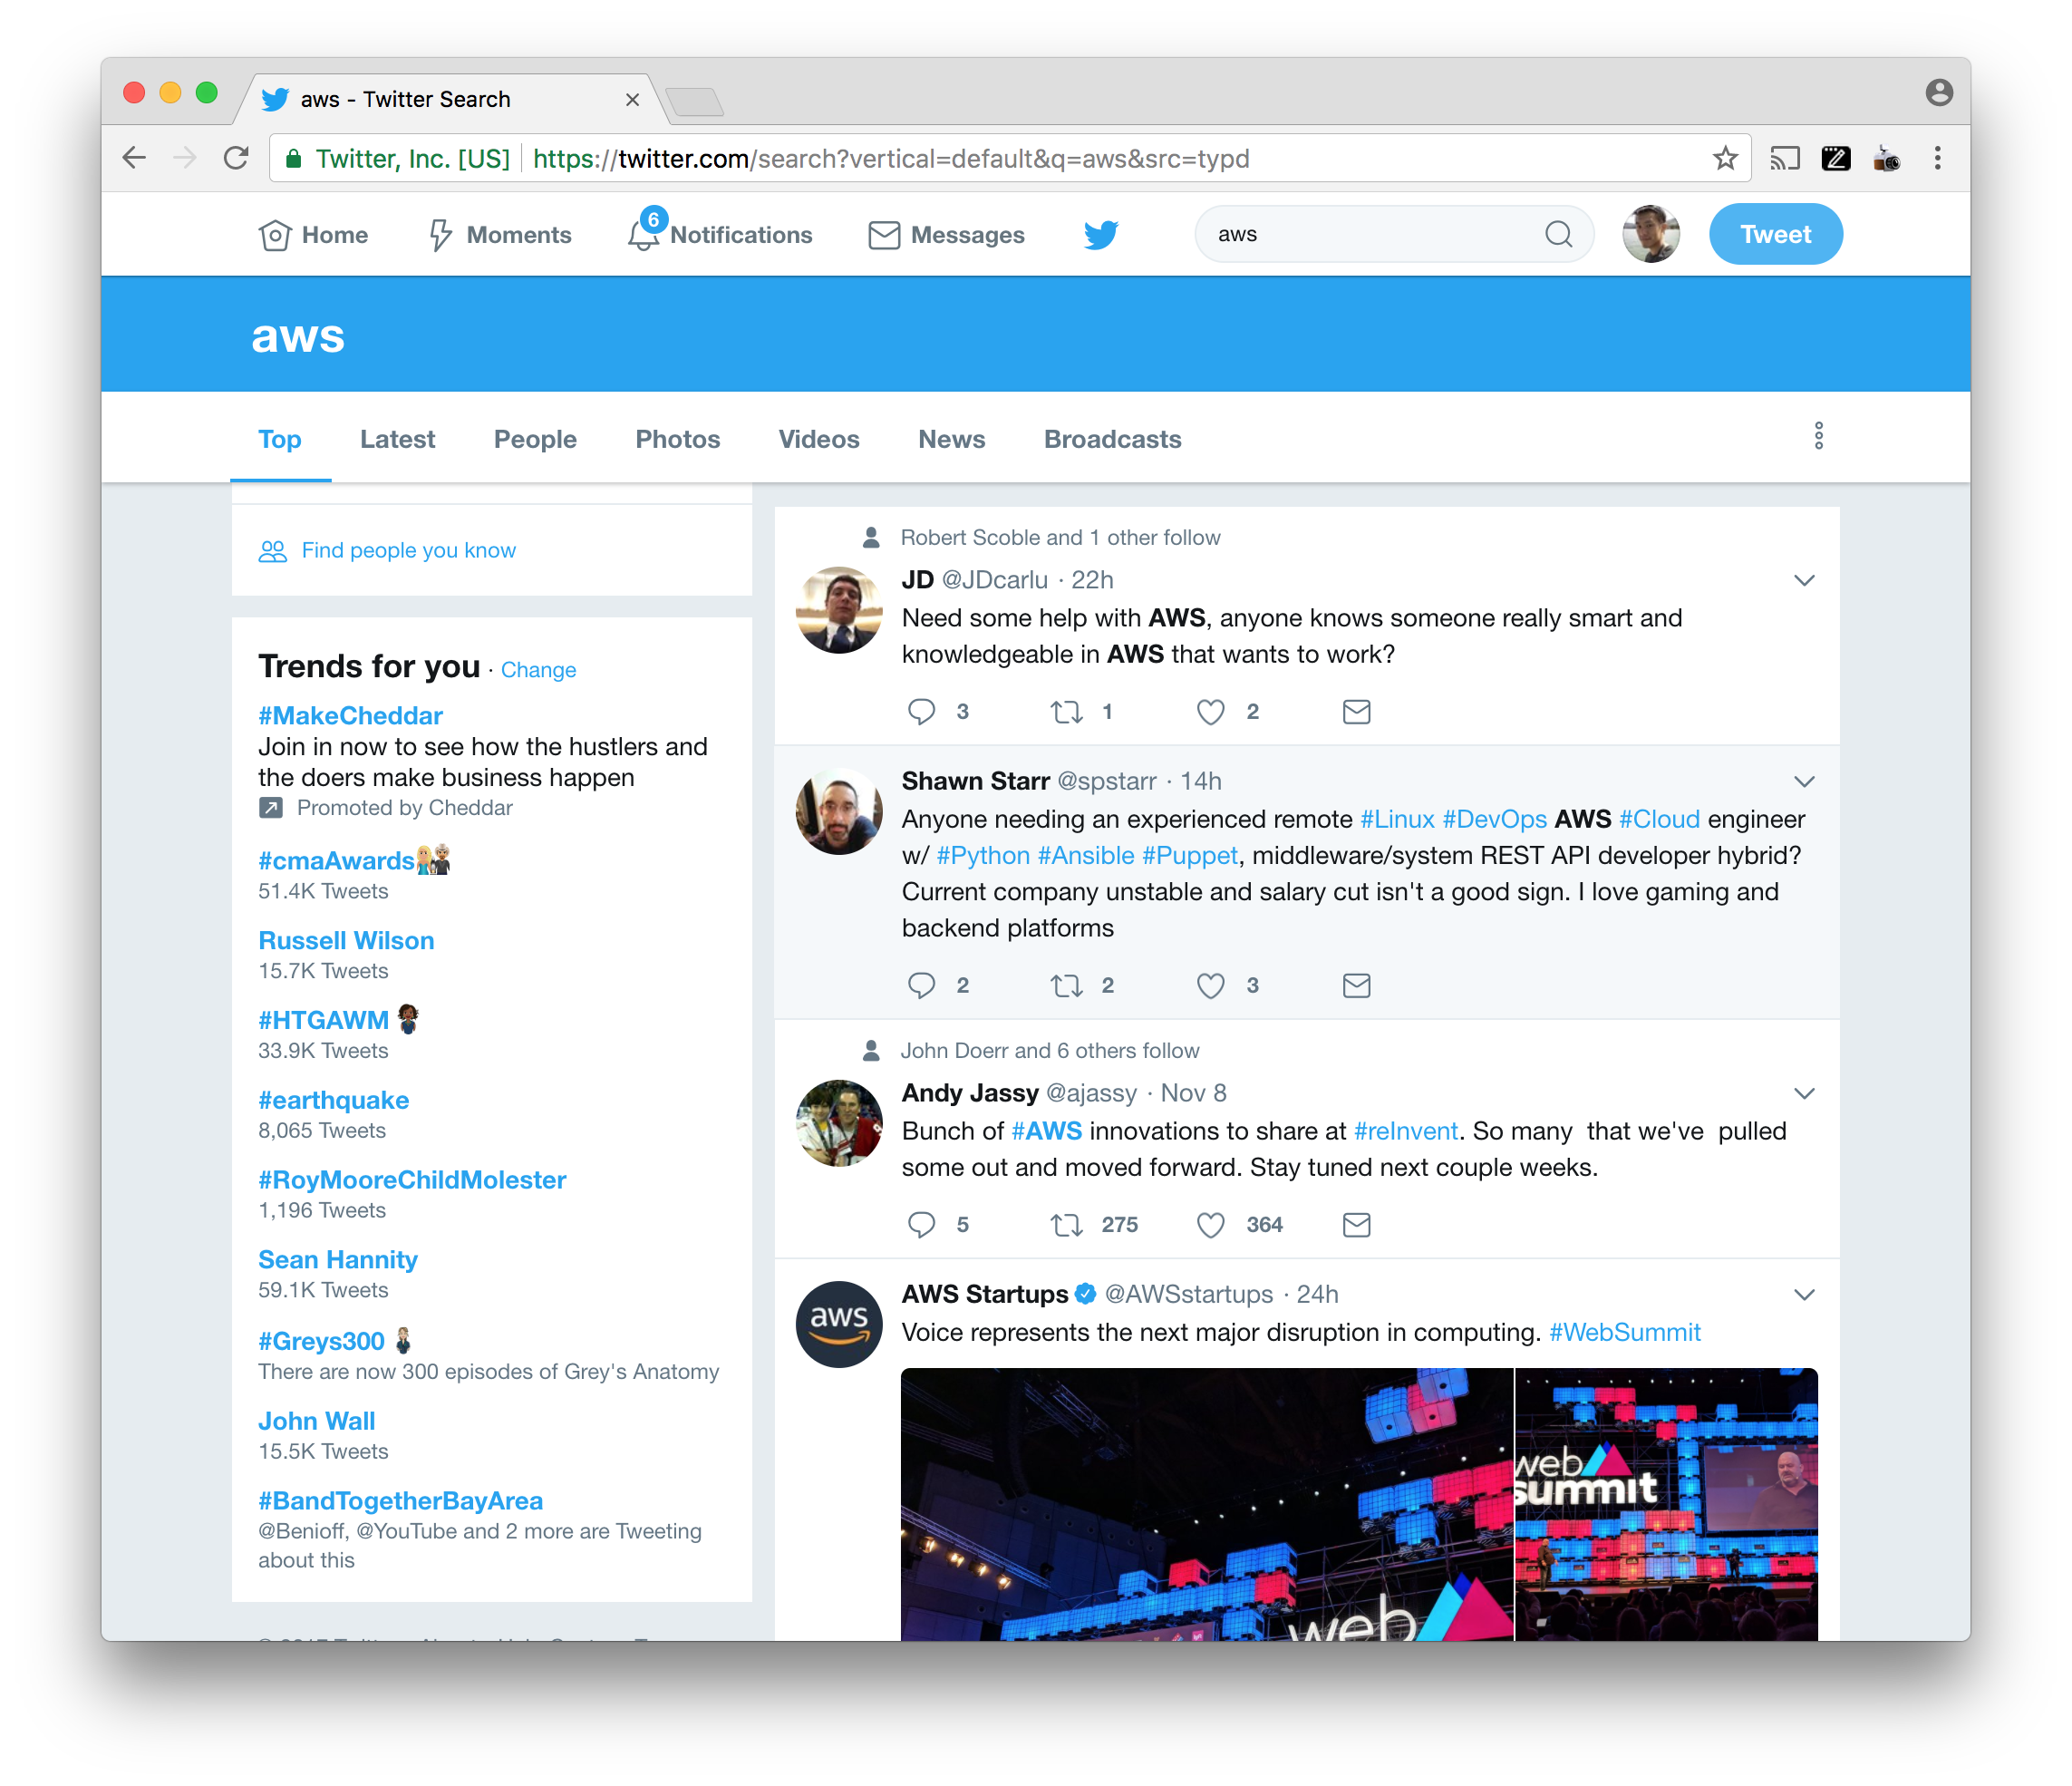 aws - Twitter Search
Twitter, Inc. [US] https://twitter.com/search?vertical=default&q=aws&src=typd
Home Moments 6 Notifications Messages aws Tweet
aws
Top Latest People Photos Videos News Broadcasts
Find people you know
Trends for you · Change
#MakeCheddar
Join in now to see how the hustlers and
the doers make business happen
Promoted by Cheddar
#cmaAwards
51.4K Tweets
Russell Wilson
15.7K Tweets
#HTGAWM
33.9K Tweets
#earthquake
8,065 Tweets
#RoyMooreChildMolester
1,196 Tweets
Sean Hannity
59.1K Tweets
#Greys300
There are now 300 episodes of Grey's Anatomy
John Wall
15.5K Tweets
#BandTogetherBayArea
@Benioff, @YouTube and 2 more are Tweeting
about this
Robert Scoble and 1 other follow
JD @JDcarlu · 22h
Need some help with AWS, anyone knows someone really smart and
knowledgeable in AWS that wants to work?
3 1 2
Shawn Starr @spstarr · 14h
Anyone needing an experienced remote #Linux #DevOps AWS #Cloud engineer
w/ #Python #Ansible #Puppet, middleware/system REST API developer hybrid?
Current company unstable and salary cut isn't a good sign. I love gaming and
backend platforms
2 2 3
John Doerr and 6 others follow
Andy Jassy @ajassy · Nov 8
Bunch of #AWS innovations to share at #reInvent. So many  that we've  pulled
some out and moved forward. Stay tuned next couple weeks.
5 275 364
aws
AWS Startups @AWSstartups · 24h
Voice represents the next major disruption in computing. #WebSummit
web
summit
web